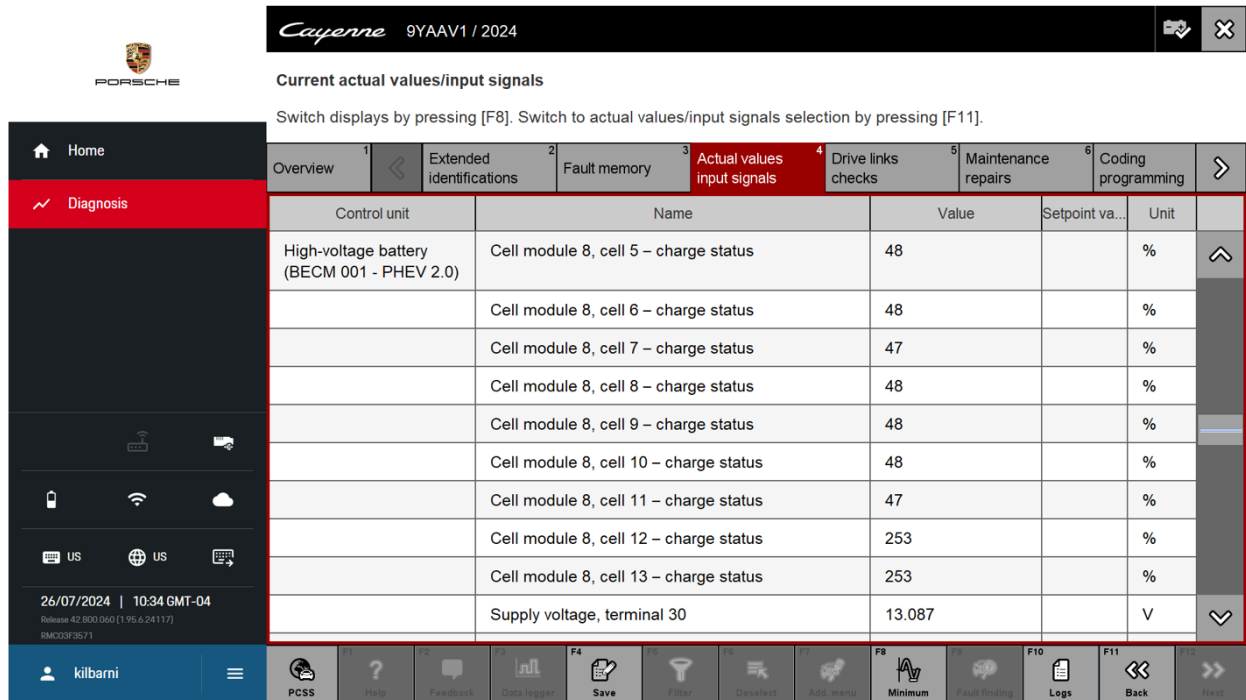 Cayenne 9YAAV1 / 2024
PORSCHE
Current actual values/input signals
Switch displays by pressing [F8]. Switch to actual values/input signals selection by pressing [F11].
Home
Diagnosis
Overview 1
Extended identifications 2
Fault memory 3
Actual values input signals 4
Drive links checks 5
Maintenance repairs 6
Coding programming
Control unit Name Value Setpoint va... Unit
High-voltage battery (BECM 001 - PHEV 2.0) Cell module 8, cell 5 – charge status 48 %
Cell module 8, cell 6 – charge status 48 %
Cell module 8, cell 7 – charge status 47 %
Cell module 8, cell 8 – charge status 48 %
Cell module 8, cell 9 – charge status 48 %
Cell module 8, cell 10 – charge status 48 %
Cell module 8, cell 11 – charge status 47 %
Cell module 8, cell 12 – charge status 253 %
Cell module 8, cell 13 – charge status 253 %
Supply voltage, terminal 30 13.087 V
US US
26/07/2024 | 10:34 GMT-04
Release 42.800.060 (1.95.6.24117)
RMC03F3571
kilbarni
PCSS
F1 Help
F2 Feedback
F3 Data logger
F4 Save
F5 Filter
F6 Deselect
F7 Add. menu
F8 Minimum
F9 Fault finding
F10 Logs
F11 Back
F12 Next